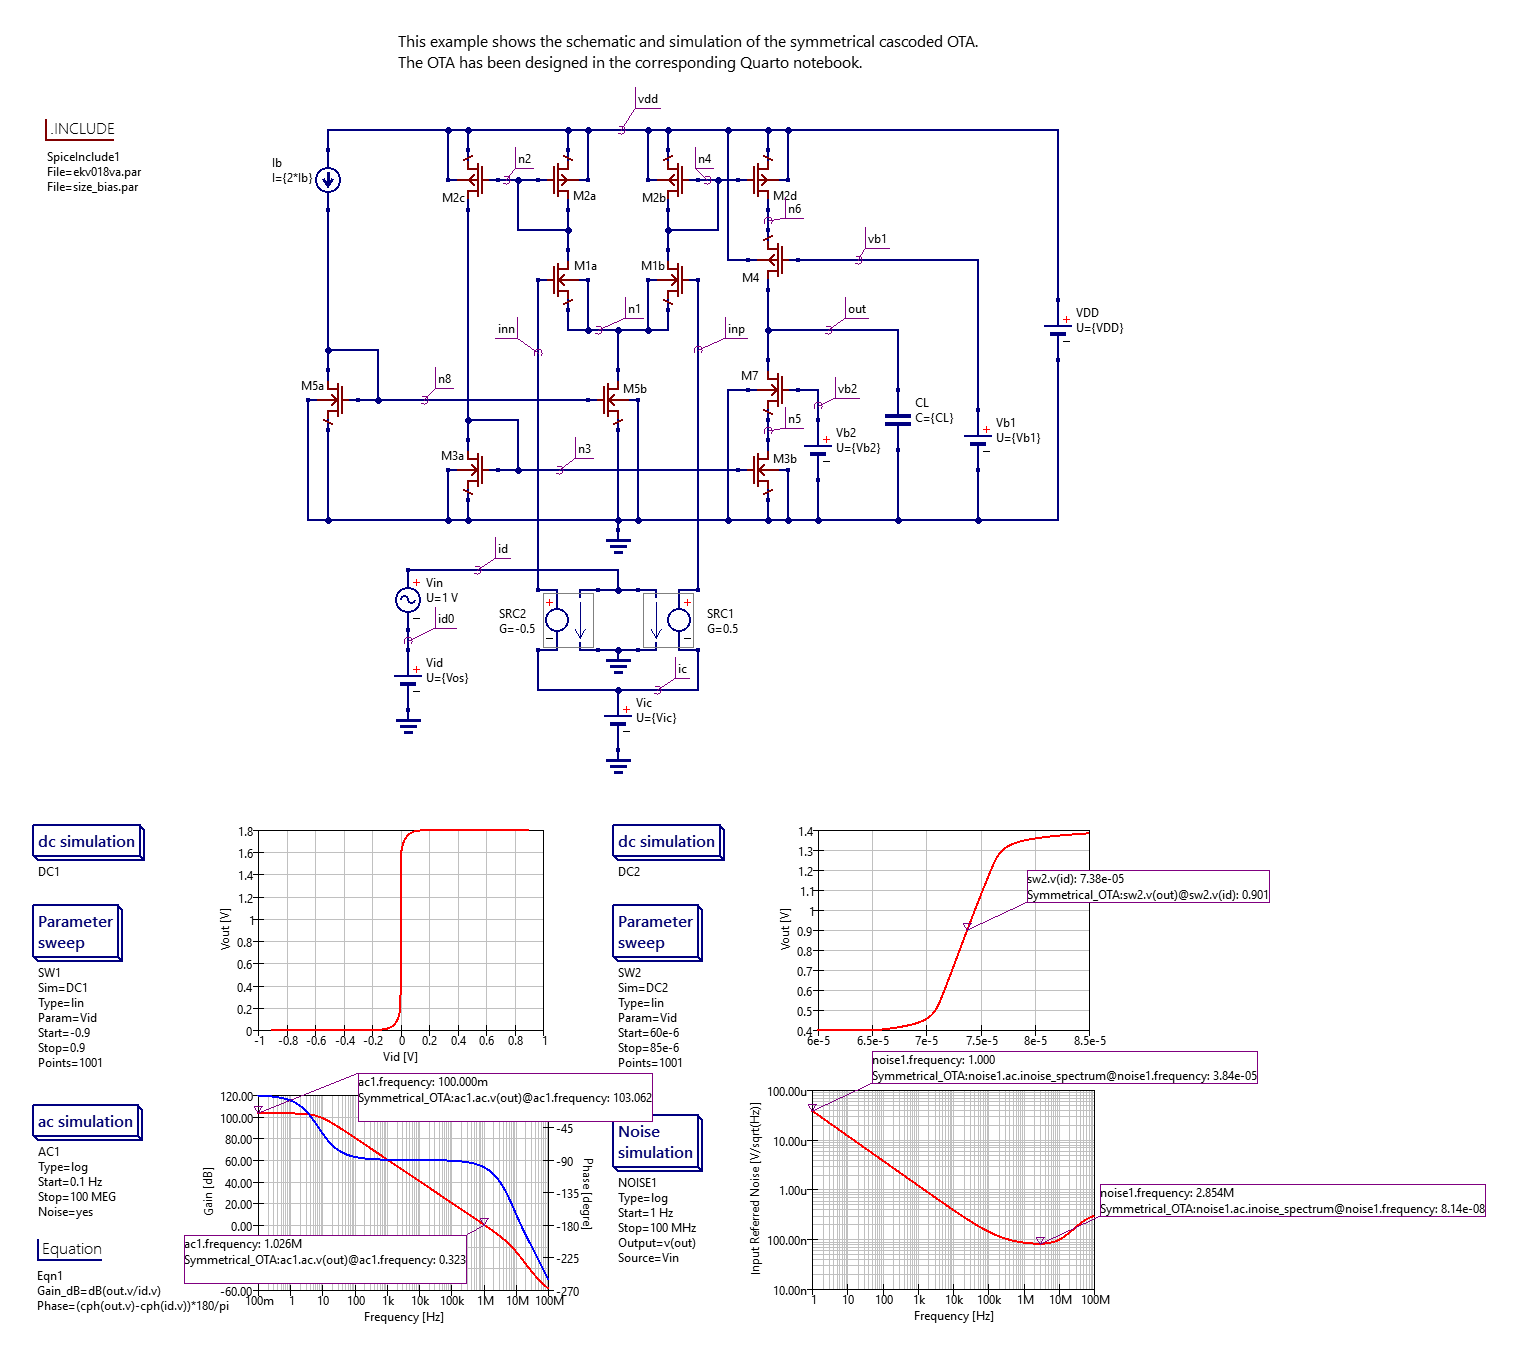 This example shows the schematic and simulation of the symmetrical cascoded OTA.
The OTA has been designed in the corresponding Quarto notebook.
.INCLUDE
SpiceInclude1
File=ekv018va.par
File=size_bias.par
vdd
Ib
I={2*Ib}
n2
n4
M2c
M2a
M2b
M2d
n6
vb1
M1a
M1b
M4
n1
out
inn
inp
VDD
U={VDD}
M5a
n8
M5b
M7
vb2
CL
C={CL}
n5
Vb1
U={Vb1}
Vb2
U={Vb2}
M3a
n3
M3b
id
Vin
U=1 V
id0
SRC2
G=-0.5
SRC1
G=0.5
Vid
U={Vos}
ic
Vic
U={Vic}
dc simulation
DC1
Parameter
sweep
SW1
Sim=DC1
Type=lin
Param=Vid
Start=-0.9
Stop=0.9
Points=1001
Vout [V]
1.8
1.6
1.4
1.2
1
0.8
0.6
0.4
0.2
0
-1 -0.8 -0.6 -0.4 -0.2 0 0.2 0.4 0.6 0.8 1
Vid [V]
dc simulation
DC2
Parameter
sweep
SW2
Sim=DC2
Type=lin
Param=Vid
Start=60e-6
Stop=85e-6
Points=1001
Vout [V]
1.4
1.3
1.2
1.1
1
0.9
0.8
0.7
0.6
0.5
0.4
6e-5 6.5e-5 7e-5 7.5e-5 8e-5 8.5e-5
sw2.v(id): 7.38e-05
Symmetrical_OTA:sw2.v(out)@sw2.v(id): 0.901
ac simulation
AC1
Type=log
Start=0.1 Hz
Stop=100 MEG
Noise=yes
Equation
Eqn1
Gain_dB=dB(out.v/id.v)
Phase=(cph(out.v)-cph(id.v))*180/pi
ac1.frequency: 100.000m
Symmetrical_OTA:ac1.ac.v(out)@ac1.frequency: 103.062
Gain [dB]
120.00
100.00
80.00
60.00
40.00
20.00
0.00
-60.00
ac1.frequency: 1.026M
Symmetrical_OTA:ac1.ac.v(out)@ac1.frequency: 0.323
-45
-90
-135
-180
-225
-270
Phase [degre]
100m 1 10 100 1k 10k 100k 1M 10M 100M
Frequency [Hz]
Noise
simulation
NOISE1
Type=log
Start=1 Hz
Stop=100 MHz
Output=v(out)
Source=Vin
noise1.frequency: 1.000
Symmetrical_OTA:noise1.ac.inoise_spectrum@noise1.frequency: 3.84e-05
Input Referred Noise [V/sqrt(Hz)]
100.00u
10.00u
1.00u
100.00n
10.00n
noise1.frequency: 2.854M
Symmetrical_OTA:noise1.ac.inoise_spectrum@noise1.frequency: 8.14e-08
1 10 100 1k 10k 100k 1M 10M 100M
Frequency [Hz]